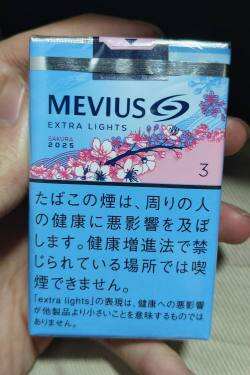 MEVIUS
EXTRA LIGHTS
SAKURA
2025
3
たばこの煙は、周りの人
の健康に悪影響を及ぼ
します。健康増進法で禁
じられている場所では喫
煙できません。
「extra lights」の表現は、健康への悪影響
が他製品より小さいことを意味するものでは
ありません。